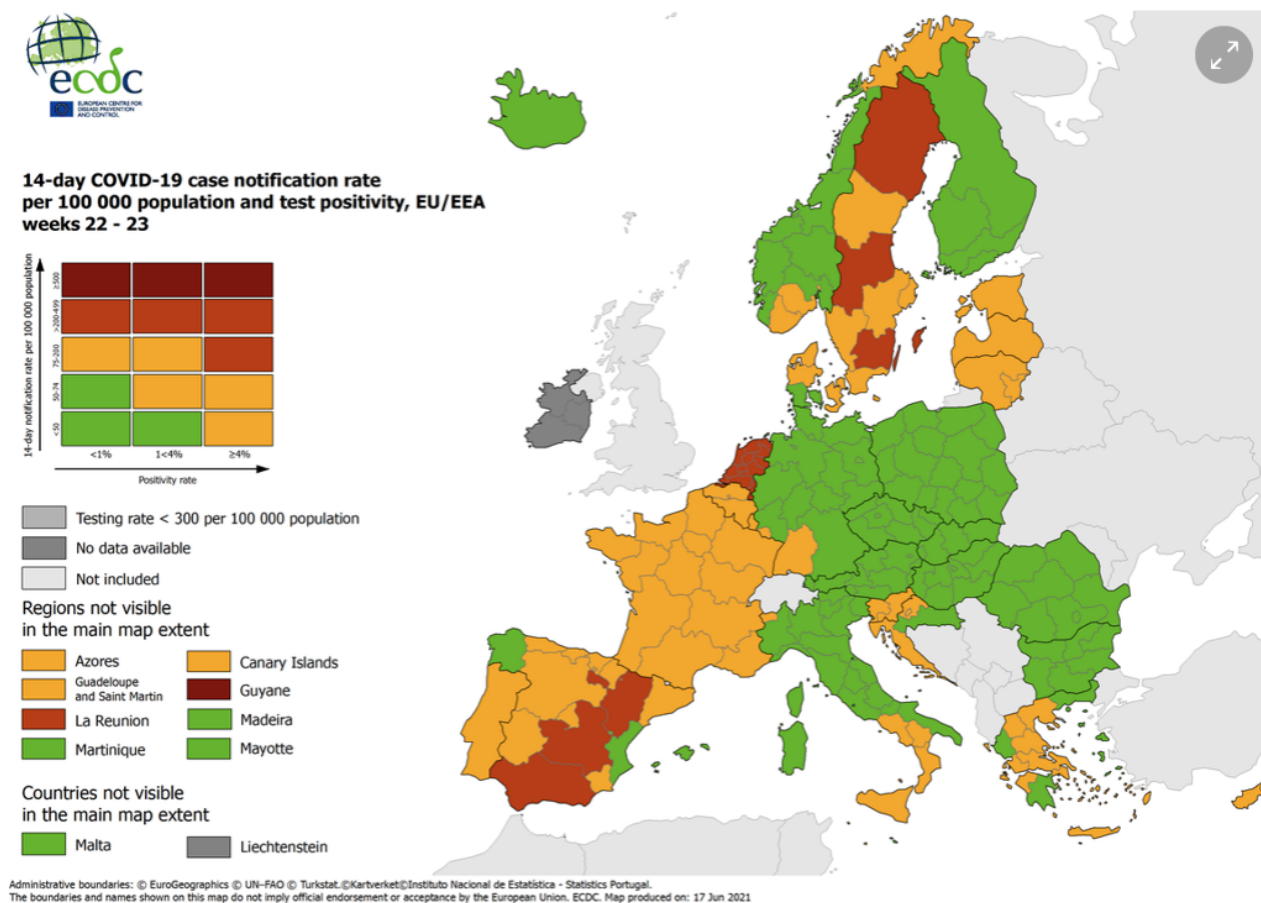 ecdc
EUROPEAN CENTRE FOR
DISEASE PREVENTION
AND CONTROL
14-day COVID-19 case notification rate
per 100 000 population and test positivity, EU/EEA
weeks 22 - 23
14-day notification rate per 100 000 population
≥500
>200-499
75-200
50-74
<50
<1%
1<4%
≥4%
Positivity rate
Testing rate < 300 per 100 000 population
No data available
Not included
Regions not visible
in the main map extent
Azores
Canary Islands
Guadeloupe
and Saint Martin
Guyane
La Reunion
Madeira
Martinique
Mayotte
Countries not visible
in the main map extent
Malta
Liechtenstein
Administrative boundaries: © EuroGeographics © UN–FAO © Turkstat.©Kartverket©Instituto Nacional de Estatística - Statistics Portugal.
The boundaries and names shown on this map do not imply official endorsement or acceptance by the European Union. ECDC. Map produced on: 17 Jun 2021